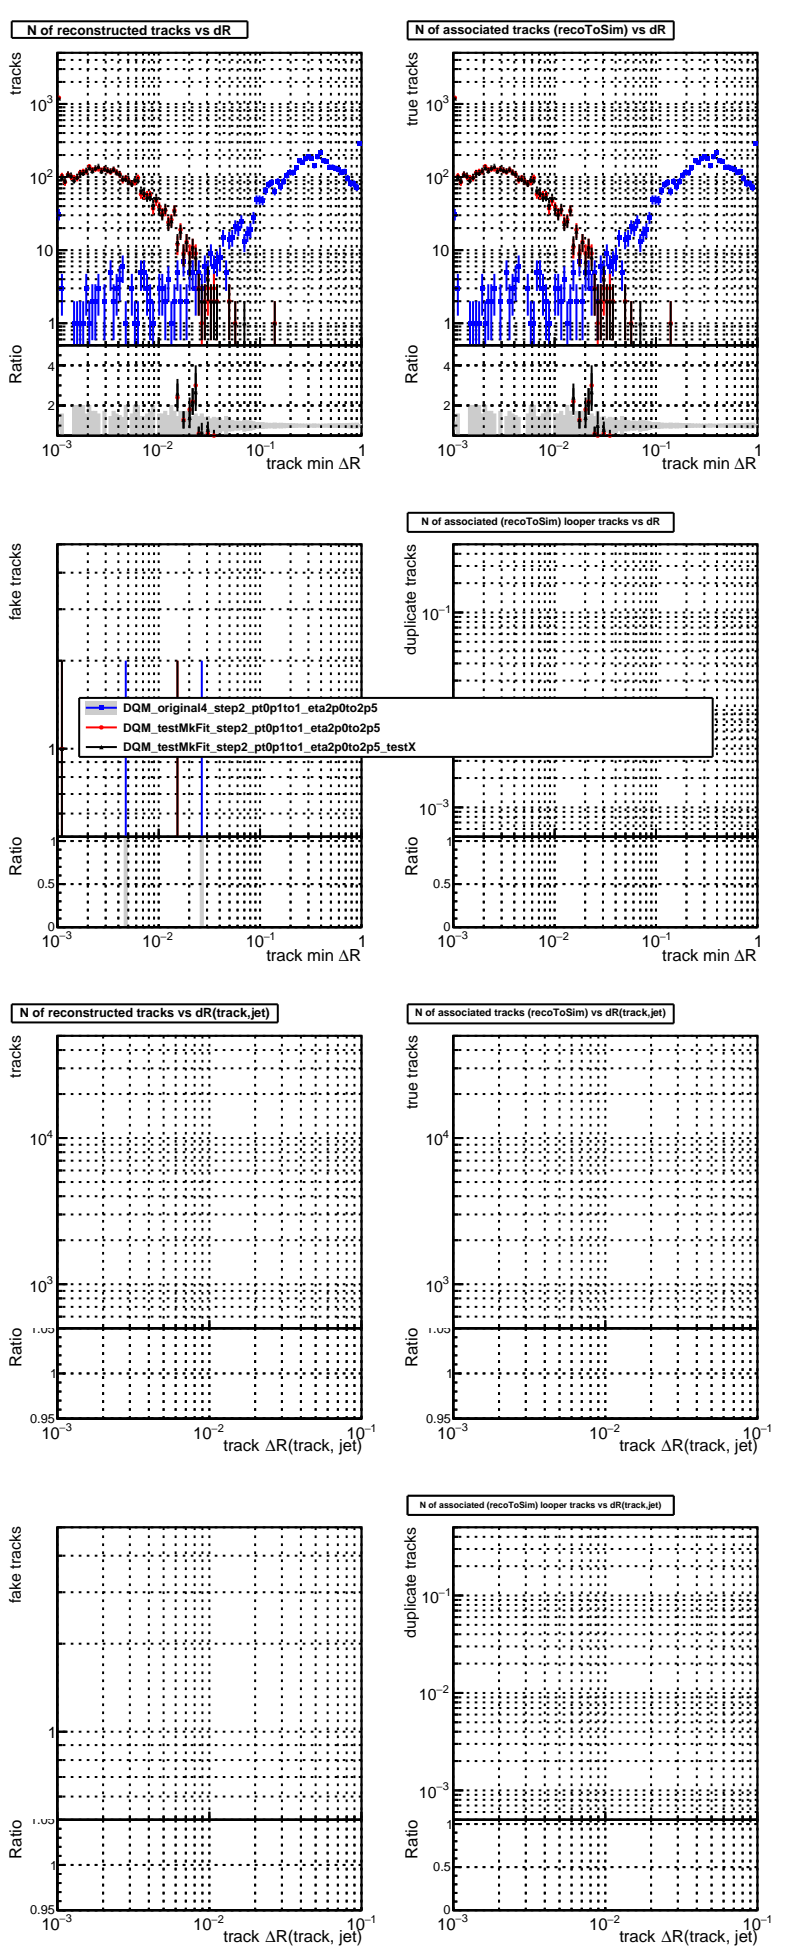 N of reconstructed tracks vs dR
N of associated tracks (recoToSim) vs dR
tracks
true tracks
10³
10³
10²
10²
10
10
1
1
Ratio
Ratio
4
4
2
2
10⁻³ 10⁻² 10⁻¹ 1
10⁻³ 10⁻² 10⁻¹ 1
track min ΔR
track min ΔR
N of associated (recoToSim) looper tracks vs dR
fake tracks
duplicate tracks
10⁻¹
DQM_original4_step2_pt0p1to1_eta2p0to2p5
DQM_testMkFit_step2_pt0p1to1_eta2p0to2p5
DQM_testMkFit_step2_pt0p1to1_eta2p0to2p5_testX
1
10⁻³
Ratio
Ratio
1
1
0.5
0.5
0
0
10⁻³ 10⁻² 10⁻¹ 1
10⁻³ 10⁻² 10⁻¹ 1
track min ΔR
track min ΔR
N of reconstructed tracks vs dR(track,jet)
N of associated tracks (recoToSim) vs dR(track,jet)
tracks
true tracks
10⁴
10⁴
10³
10³
Ratio
Ratio
1.05
1.05
1
1
0.95
0.95
10⁻³ 10⁻² 10⁻¹
10⁻³ 10⁻² 10⁻¹
track ΔR(track, jet)
track ΔR(track, jet)
N of associated (recoToSim) looper tracks vs dR(track,jet)
fake tracks
duplicate tracks
10⁻¹
10⁻²
1
10⁻³
Ratio
Ratio
1.05
1
1
0.5
0.95
0
10⁻³ 10⁻² 10⁻¹
10⁻³ 10⁻² 10⁻¹
track ΔR(track, jet)
track ΔR(track, jet)